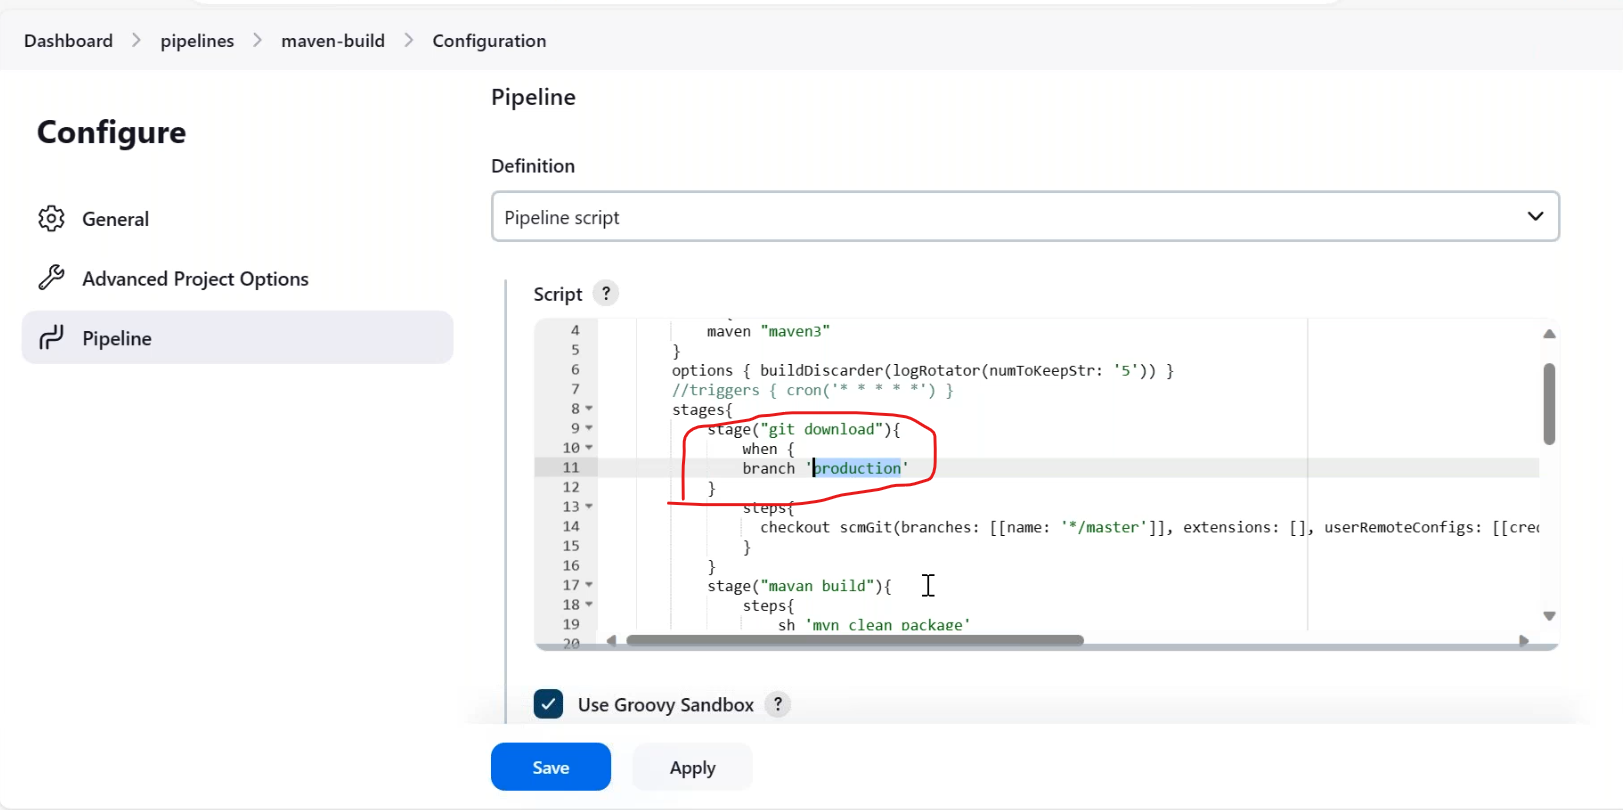 Dashboard > pipelines > maven-build > Configuration
Pipeline
Configure
Definition
General
Pipeline script
Advanced Project Options
Script ?
Pipeline
4 maven "maven3"
5 }
6 options { buildDiscarder(logRotator(numToKeepStr: '5')) }
7 //triggers { cron('* * * * *') }
8 stages{
9 stage("git download"){
10 when {
11 branch 'production'
12 }
13 steps{
14 checkout scmGit(branches: [[name: '*/master']], extensions: [], userRemoteConfigs: [[cred
15 }
16 }
17 stage("mavan build"){
18 steps{
19 sh 'mvn clean package'
20
Use Groovy Sandbox ?
Save
Apply